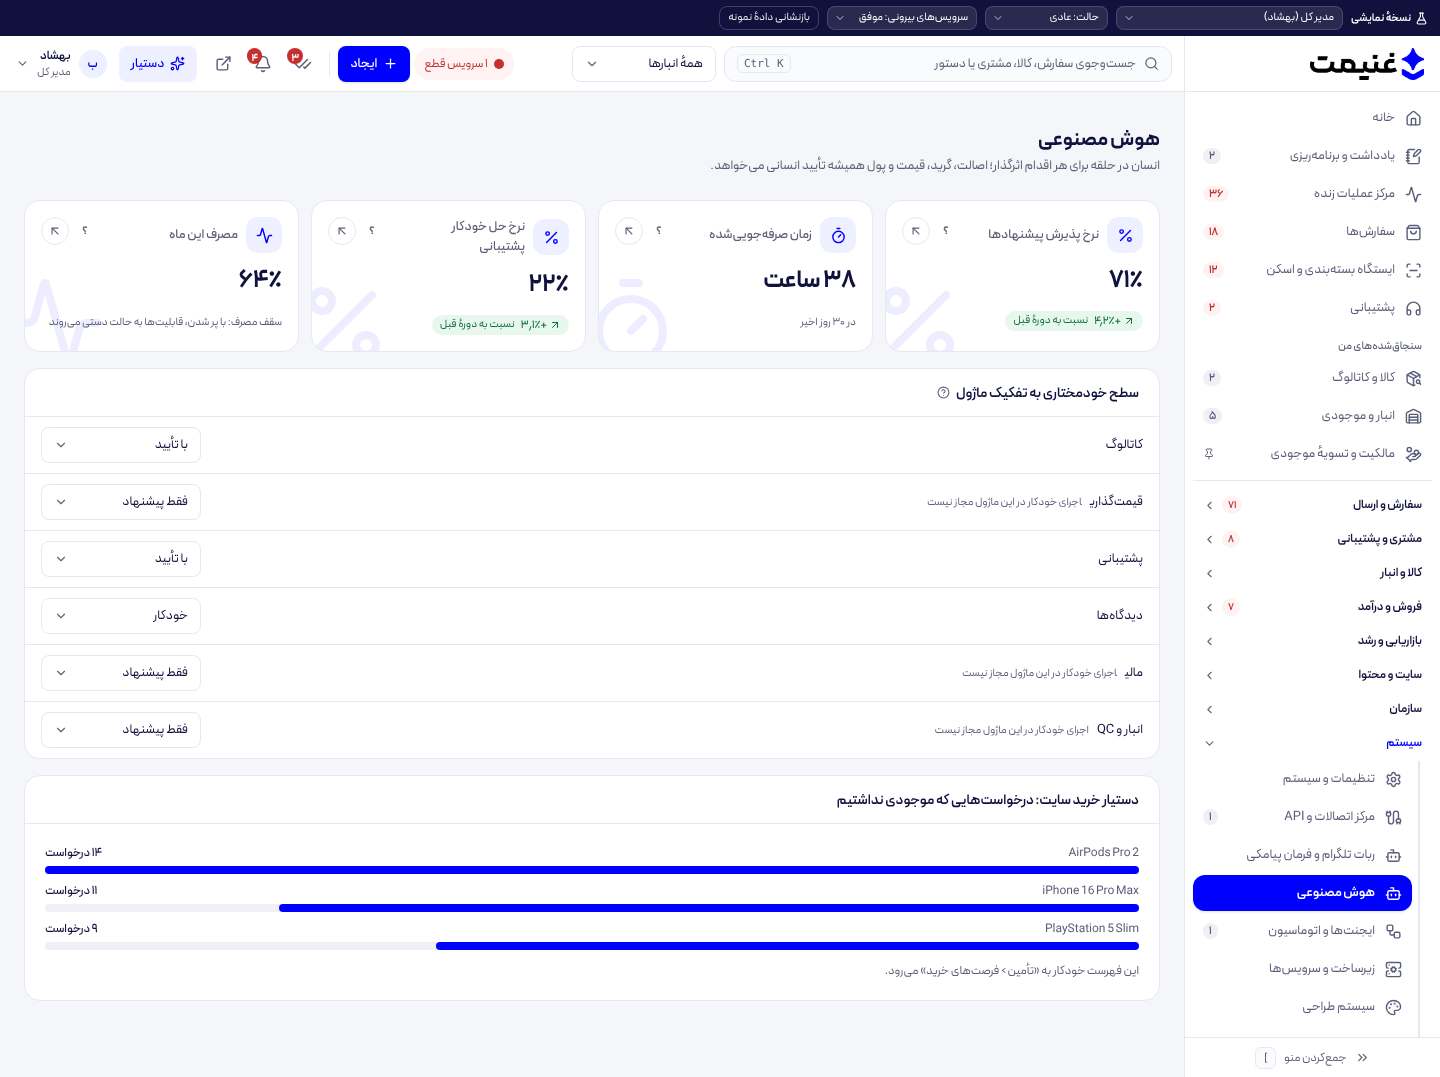 نسخهٔ نمایشی
مدیر کل (بهشاد)
حالت: عادی
سرویس‌های بیرونی: موفق
بازنشانی دادهٔ نمونه
غنیمت
جست‌وجوی سفارش، کالا، مشتری یا دستور
Ctrl K
همهٔ انبارها
۱ سرویس قطع
ایجاد
۳
۴
دستیار
ب
بهشاد
مدیر کل
خانه
یادداشت و برنامه‌ریزی ۲
مرکز عملیات زنده ۳۶
سفارش‌ها ۱۸
ایستگاه بسته‌بندی و اسکن ۱۲
پشتیبانی ۲
سنجاق‌شده‌های من
کالا و کاتالوگ ۲
انبار و موجودی ۵
مالکیت و تسویهٔ موجودی
سفارش و ارسال ۷۱
مشتری و پشتیبانی ۸
کالا و انبار
فروش و درآمد ۷
بازاریابی و رشد
سایت و محتوا
سازمان
سیستم
تنظیمات و سیستم
مرکز اتصالات و API ۱
ربات تلگرام و فرمان پیامکی
هوش مصنوعی
ایجنت‌ها و اتوماسیون ۱
زیرساخت و سرویس‌ها
سیستم طراحی
جمع‌کردن منو [
هوش مصنوعی
انسان در حلقه برای هر اقدام اثرگذار؛ اصالت، گرید، قیمت و پول همیشه تأیید انسانی می‌خواهد.
نرخ پذیرش پیشنهادها ؟
۷۱٪
+۴٫۲٪ نسبت به دورهٔ قبل
زمان صرفه‌جویی‌شده ؟
۳۸ ساعت
در ۳۰ روز اخیر
نرخ حل خودکار
پشتیبانی ؟
۲۲٪
+۳٫۱٪ نسبت به دورهٔ قبل
مصرف این ماه ؟
۶۴٪
سقف مصرف: با پر شدن، قابلیت‌ها به حالت دستی می‌روند
سطح خودمختاری به تفکیک ماژول
کاتالوگ
با تأیید
قیمت‌گذاری اجرای خودکار در این ماژول مجاز نیست
فقط پیشنهاد
پشتیبانی
با تأیید
دیدگاه‌ها
خودکار
مالی اجرای خودکار در این ماژول مجاز نیست
فقط پیشنهاد
انبار و QC اجرای خودکار در این ماژول مجاز نیست
فقط پیشنهاد
دستیار خرید سایت: درخواست‌هایی که موجودی نداشتیم
AirPods Pro 2
۱۴ درخواست
iPhone 16 Pro Max
۱۱ درخواست
PlayStation 5 Slim
۹ درخواست
این فهرست خودکار به «تأمین › فرصت‌های خرید» می‌رود.